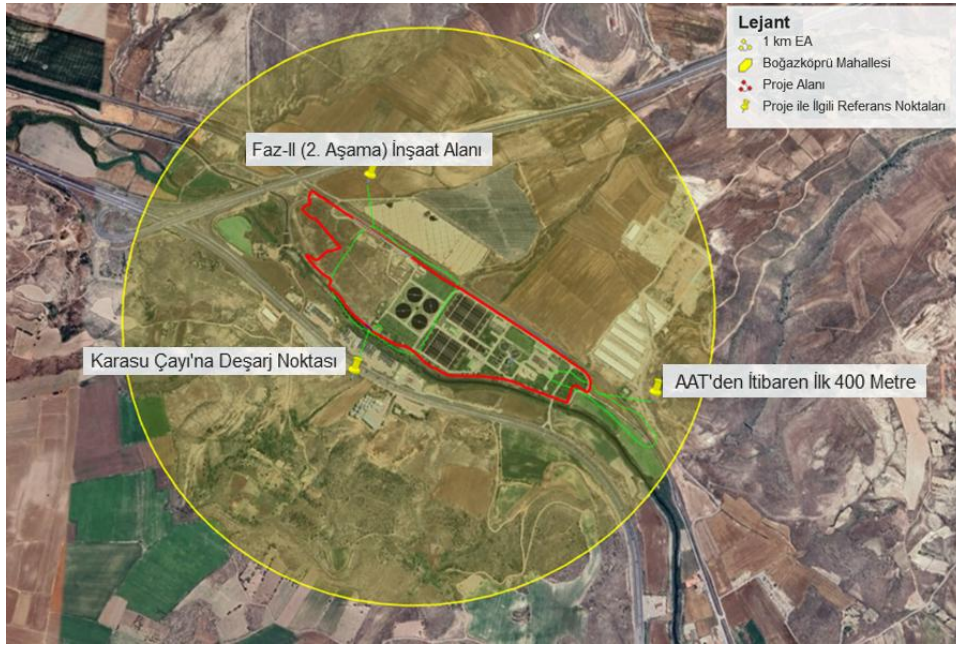 Lejant
1 km EA
Boğazköprü Mahallesi
Proje Alanı
Proje ile İlgili Referans Noktaları
Faz-II (2. Aşama) İnşaat Alanı
Karasu Çayı'na Deşarj Noktası
AAT'den İtibaren İlk 400 Metre